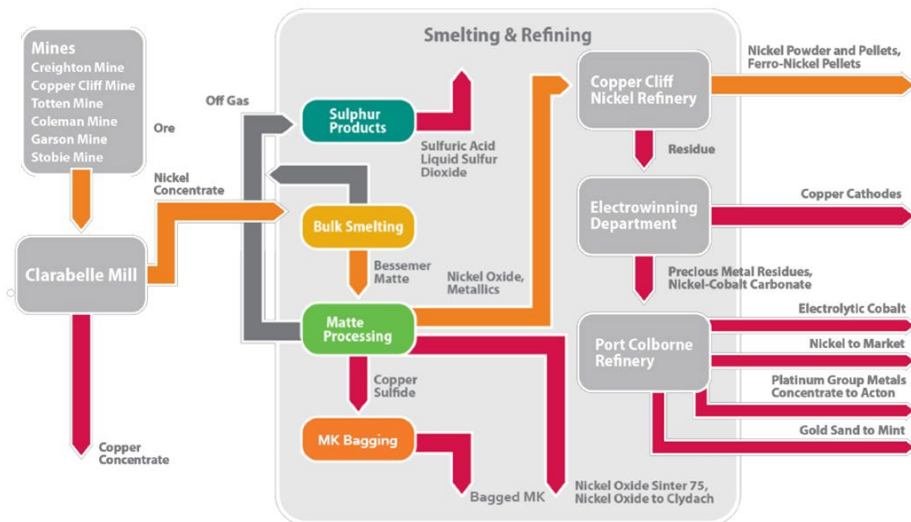 Smelting & Refining
Mines
Creighton Mine
Copper Cliff Mine
Totten Mine
Coleman Mine
Garson Mine
Stobie Mine
Ore
Nickel
Concentrate
Clarabelle Mill
Copper
Concentrate
Off Gas
Sulphur
Products
Sulfuric Acid
Liquid Sulfur
Dioxide
Bulk Smelting
Bessemer
Matte
Matte
Processing
Nickel Oxide,
Metallics
Copper
Sulfide
MK Bagging
Bagged MK
Nickel Oxide Sinter 75,
Nickel Oxide to Clydach
Copper Cliff
Nickel Refinery
Nickel Powder and Pellets,
Ferro-Nickel Pellets
Residue
Electrowinning
Department
Copper Cathodes
Precious Metal Residues,
Nickel-Cobalt Carbonate
Port Colborne
Refinery
Electrolytic Cobalt
Nickel to Market
Platinum Group Metals
Concentrate to Acton
Gold Sand to Mint